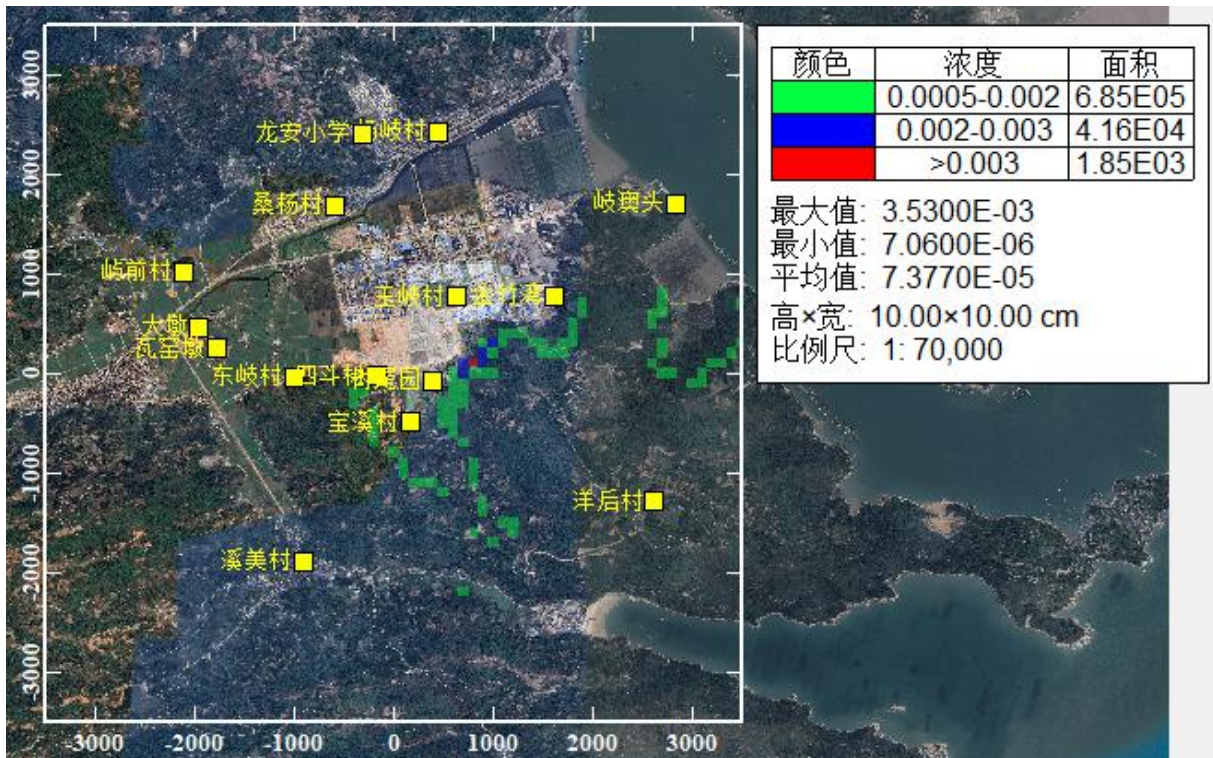 颜色 浓度 面积
0.0005-0.002 6.85E05
0.002-0.003 4.16E04
>0.003 1.85E03
最大值: 3.5300E-03
最小值: 7.0600E-06
平均值: 7.3770E-05
高×宽: 10.00×10.00 cm
比例尺: 1: 70,000
3000
2000
1000
0
-1000
-2000
-3000
龙安小学
岐村
桑杨村
岐澳头
前村
玉岐村
瓦窑墩
东岐村
四斗
宝溪村
洋后村
溪美村
-3000 -2000 -1000 0 1000 2000 3000